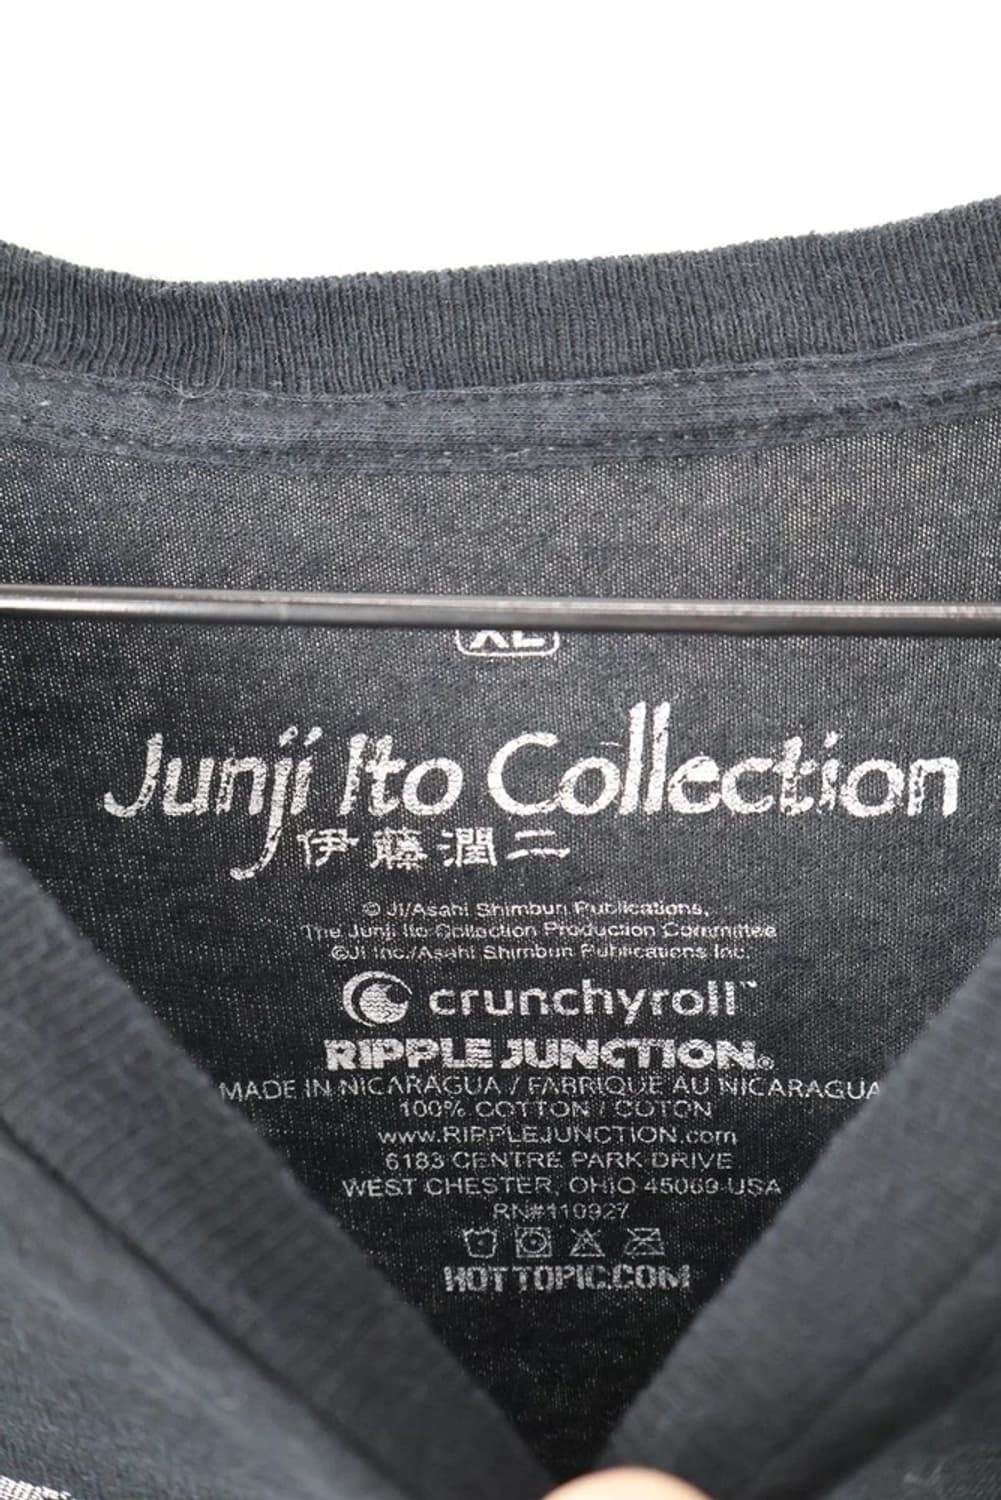 XL
Junji Ito Collection
伊藤潤二
© JI/Asahi Shimbun Publications,
The Junji Ito Collection Production Committee
©JI Inc./Asahi Shimbun Publications Inc.
crunchyroll™
RIPPLE JUNCTION®
MADE IN NICARAGUA / FABRIQUE AU NICARAGUA
100% COTTON / COTON
www.RIPPLEJUNCTION.com
6183 CENTRE PARK DRIVE
WEST CHESTER, OHIO 45069 USA
RN#110927
HOTTOPIC.COM